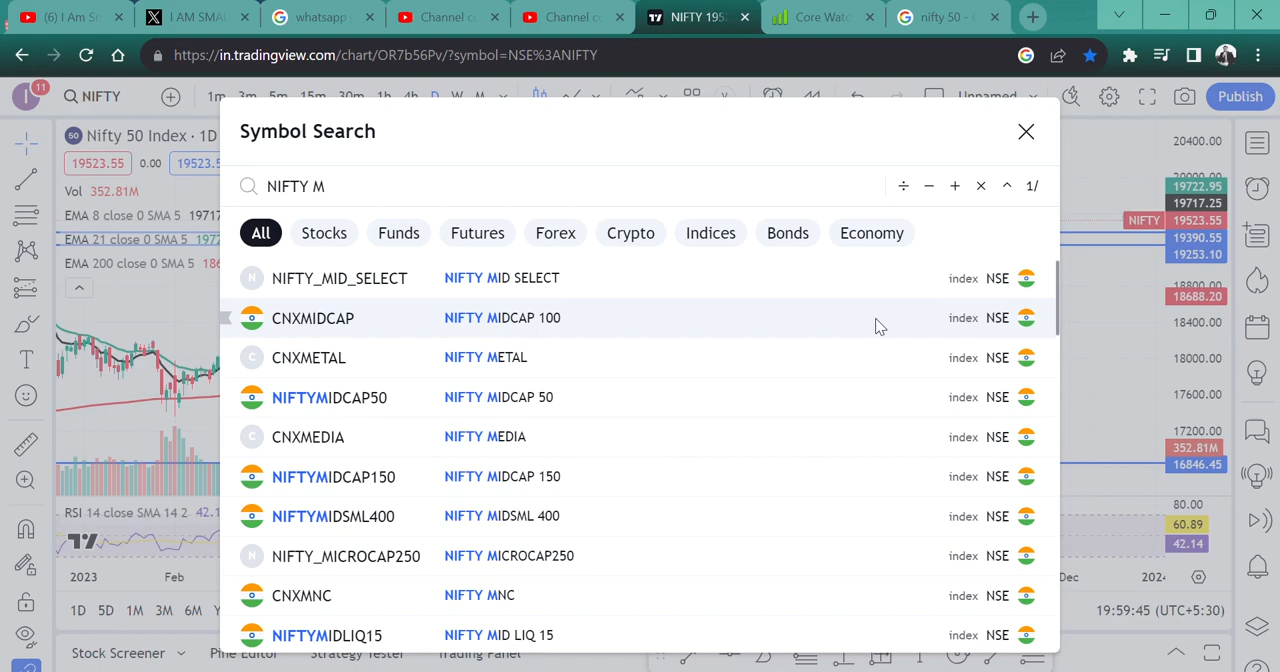 (6) I Am Sm
I AM SMAL
whatsapp
Channel co
Channel co
NIFTY 195
Core Watc
nifty 50 -
https://in.tradingview.com/chart/OR7b56Pv/?symbol=NSE%3ANIFTY
I 11 NIFTY 1m 3m 5m 15m 30m 1h 4h D W M Unnamed Publish
50 Nifty 50 Index · 1D
19523.55 0.00 19523.5
Vol 352.81M
EMA 8 close 0 SMA 5 19717
EMA 21 close 0 SMA 5 1972
EMA 200 close 0 SMA 5 186
Symbol Search
NIFTY M
÷ − + × ^ 1/
All Stocks Funds Futures Forex Crypto Indices Bonds Economy
N NIFTY_MID_SELECT NIFTY MID SELECT index NSE
CNXMIDCAP NIFTY MIDCAP 100 index NSE
C CNXMETAL NIFTY METAL index NSE
NIFTYMIDCAP50 NIFTY MIDCAP 50 index NSE
C CNXMEDIA NIFTY MEDIA index NSE
NIFTYMIDCAP150 NIFTY MIDCAP 150 index NSE
NIFTYMIDSML400 NIFTY MIDSML 400 index NSE
N NIFTY_MICROCAP250 NIFTY MICROCAP250 index NSE
CNXMNC NIFTY MNC index NSE
NIFTYMIDLIQ15 NIFTY MID LIQ 15 index NSE
20400.00
19722.95
19717.25
NIFTY 19523.55
19390.55
19253.10
18688.20
18400.00
18000.00
17600.00
17200.00
352.81M
16846.45
80.00
60.89
42.14
RSI 14 close SMA 14 2 42.1
2023 Feb Dec 202
1D 5D 1M 3M 6M Y
19:59:45 (UTC+5:30)
Stock Screener Pine Editor Strategy Tester Trading Panel